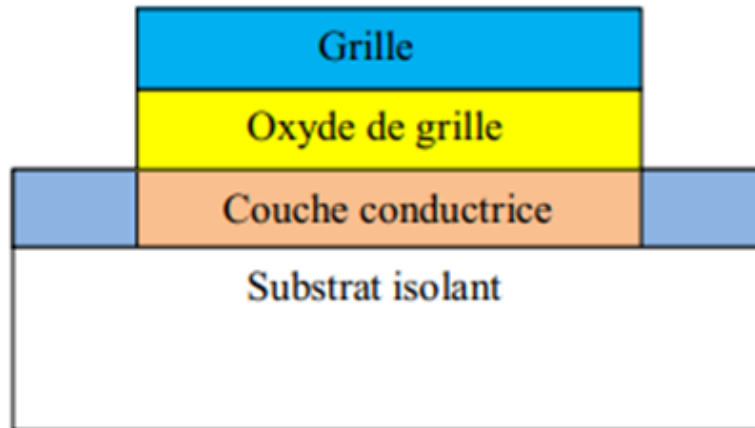 Grille
Oxyde de grille
Couche conductrice
Substrat isolant